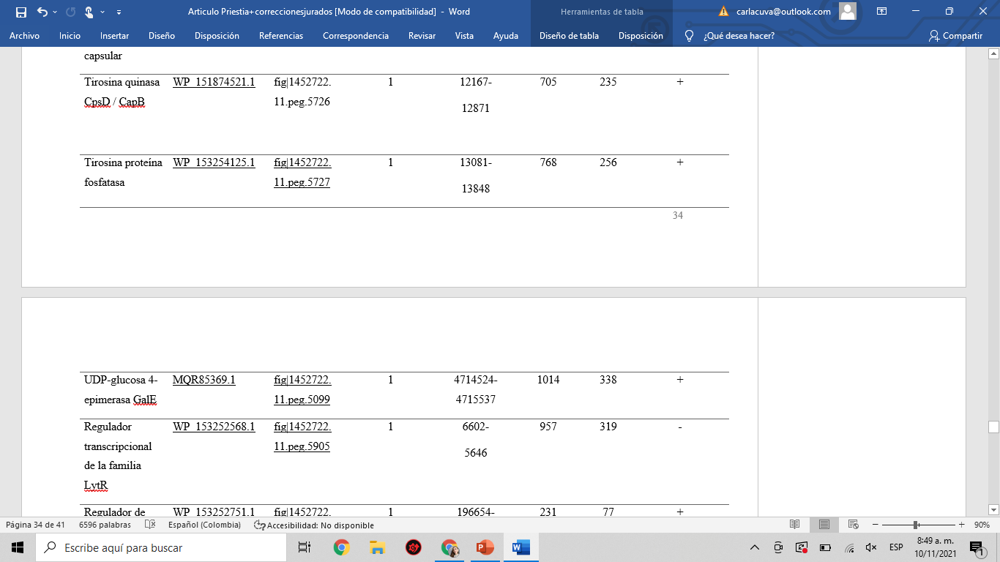 Articulo Priestia+correccionesjurados [Modo de compatibilidad] - Word
Herramientas de tabla
carlacuva@outlook.com
Archivo Inicio Insertar Diseño Disposición Referencias Correspondencia Revisar Vista Ayuda Diseño de tabla Disposición ¿Qué desea hacer? Compartir
capsular
Tirosina quinasa WP_151874521.1 fig|1452722. 1 12167- 705 235 +
CpsD / CapB 11.peg.5726 12871
Tirosina proteína WP_153254125.1 fig|1452722. 1 13081- 768 256 +
fosfatasa 11.peg.5727 13848
34
UDP-glucosa 4- MQR85369.1 fig|1452722. 1 4714524- 1014 338 +
epimerasa GalE 11.peg.5099 4715537
Regulador WP_153252568.1 fig|1452722. 1 6602- 957 319 -
transcripcional 11.peg.5905 5646
de la familia
LytR
Regulador de WP_153252751.1 fig|1452722. 1 196654- 231 77 +
Página 34 de 41 6596 palabras Español (Colombia) Accesibilidad: No disponible 90%
Escribe aquí para buscar
ESP
8:49 a. m.
10/11/2021
1